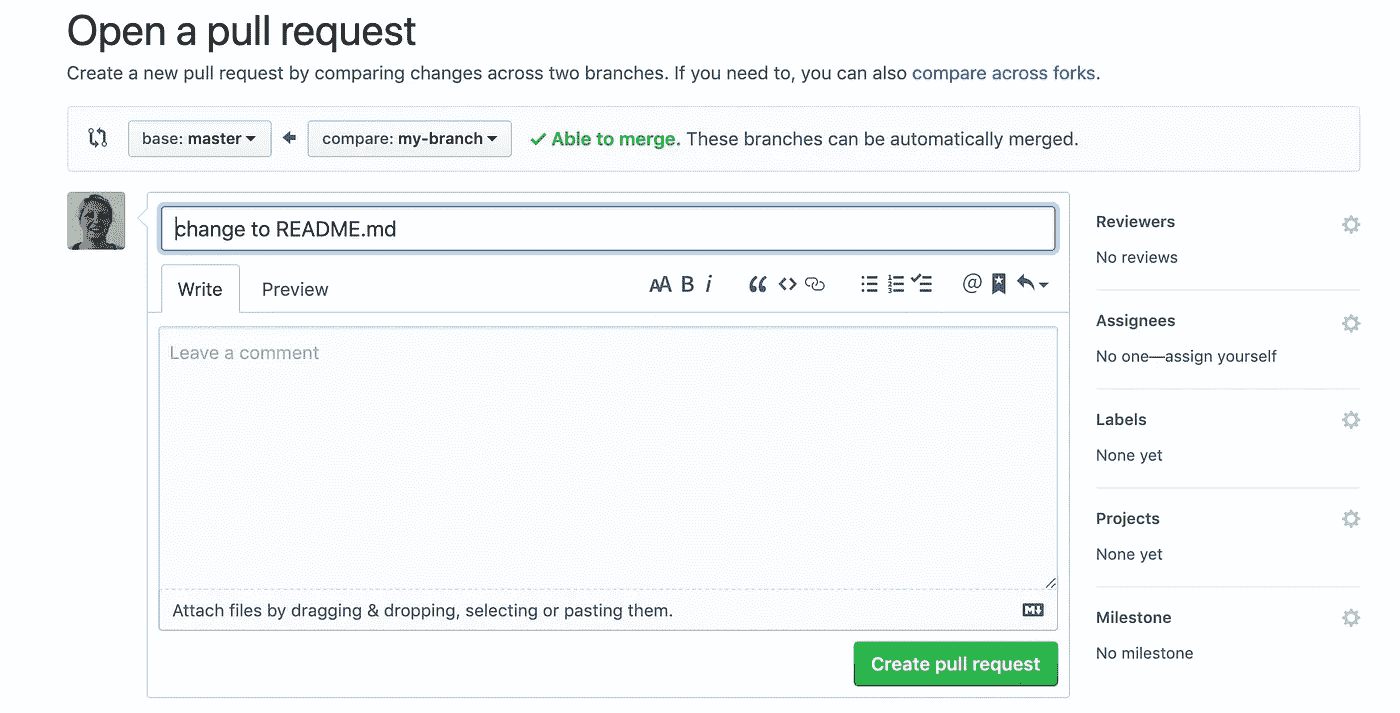 Open a pull request
Create a new pull request by comparing changes across two branches. If you need to, you can also compare across forks.
base: master compare: my-branch Able to merge. These branches can be automatically merged.
change to README.md
Write Preview AA B i @
Leave a comment
Attach files by dragging & dropping, selecting or pasting them.
Create pull request
Reviewers
No reviews
Assignees
No one—assign yourself
Labels
None yet
Projects
None yet
Milestone
No milestone